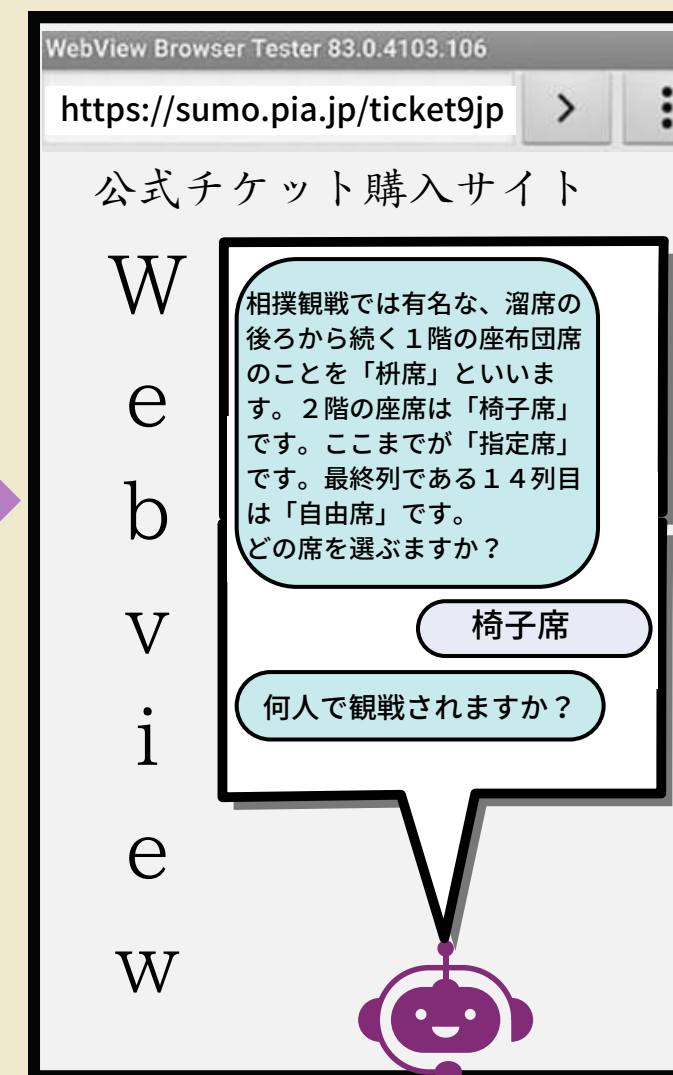 WebView Browser Tester 83.0.4103.106
https://sumo.pia.jp/ticket9jp
公式チケット購入サイト
Webview
相撲観戦では有名な、溜席の
後ろから続く１階の座布団席
のことを「枡席」といいま
す。２階の座席は「椅子席」
です。ここまでが「指定席」
です。最終列である１４列目
は「自由席」です。
どの席を選ぶますか？
椅子席
何人で観戦されますか？